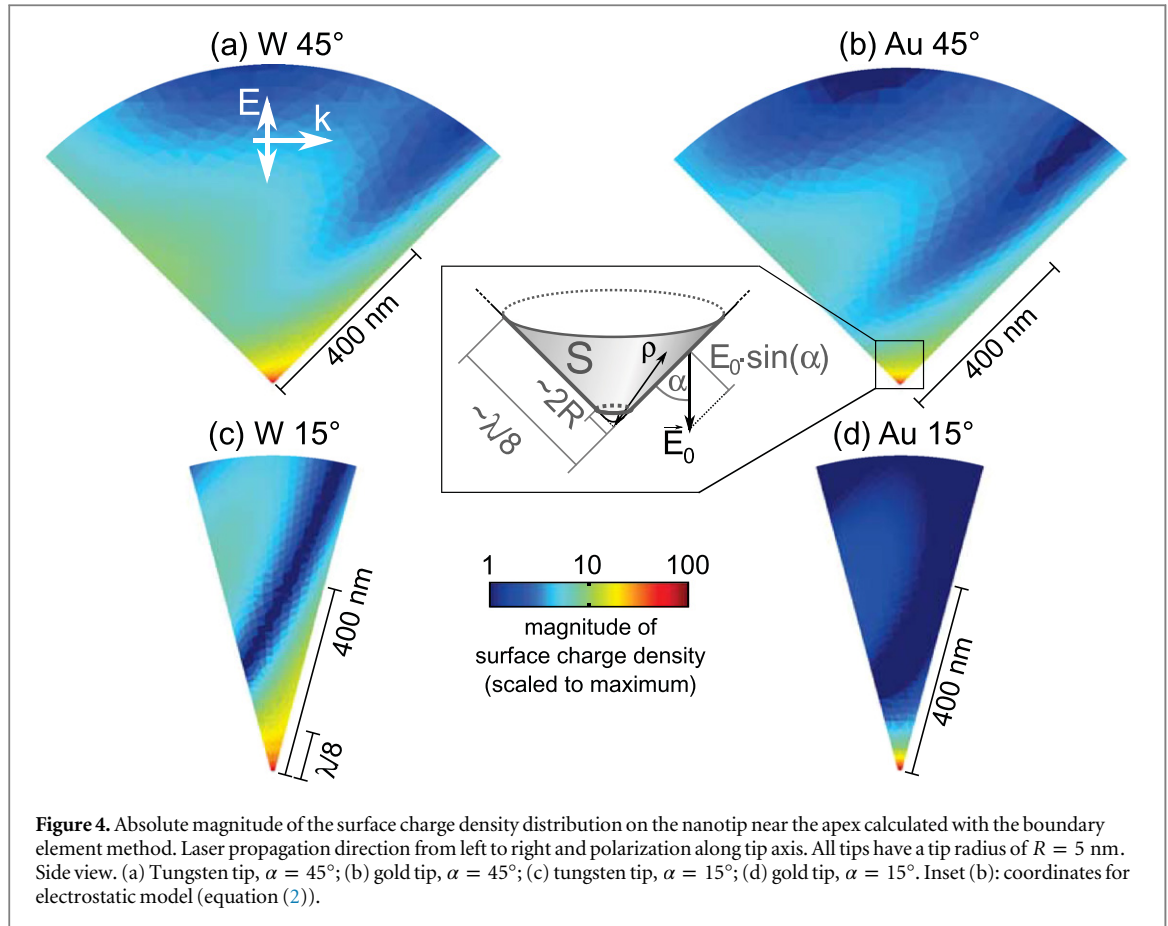 (a) W 45°
(b) Au 45°
E
k
400 nm
400 nm
S
ρ
α
E₀·sin(α)
~2R
~λ/8
E⃗₀
(c) W 15°
(d) Au 15°
400 nm
λ/8
400 nm
1 10 100
magnitude of
surface charge density
(scaled to maximum)
Figure 4. Absolute magnitude of the surface charge density distribution on the nanotip near the apex calculated with the boundary
element method. Laser propagation direction from left to right and polarization along tip axis. All tips have a tip radius of R = 5 nm.
Side view. (a) Tungsten tip, α = 45°; (b) gold tip, α = 45°; (c) tungsten tip, α = 15°; (d) gold tip, α = 15°. Inset (b): coordinates for
electrostatic model (equation (2)).